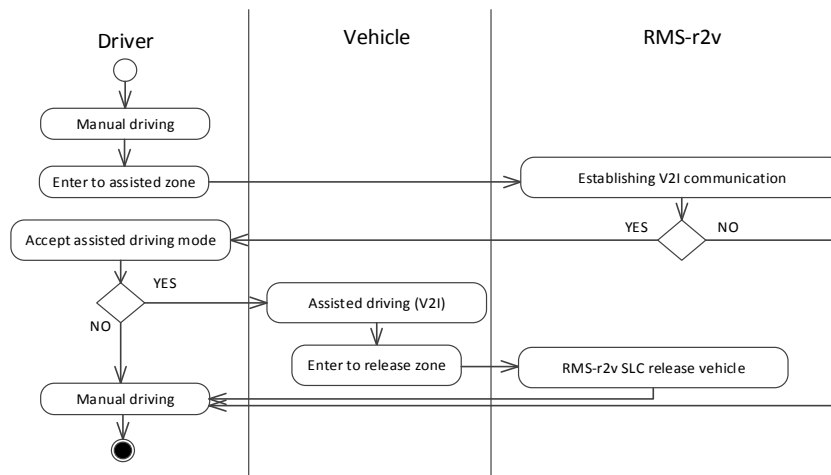 Driver
Vehicle
RMS-r2v
Manual driving
Enter to assisted zone
Establishing V2I communication
Accept assisted driving mode
YES
NO
YES
Assisted driving (V2I)
NO
Enter to release zone
RMS-r2v SLC release vehicle
Manual driving